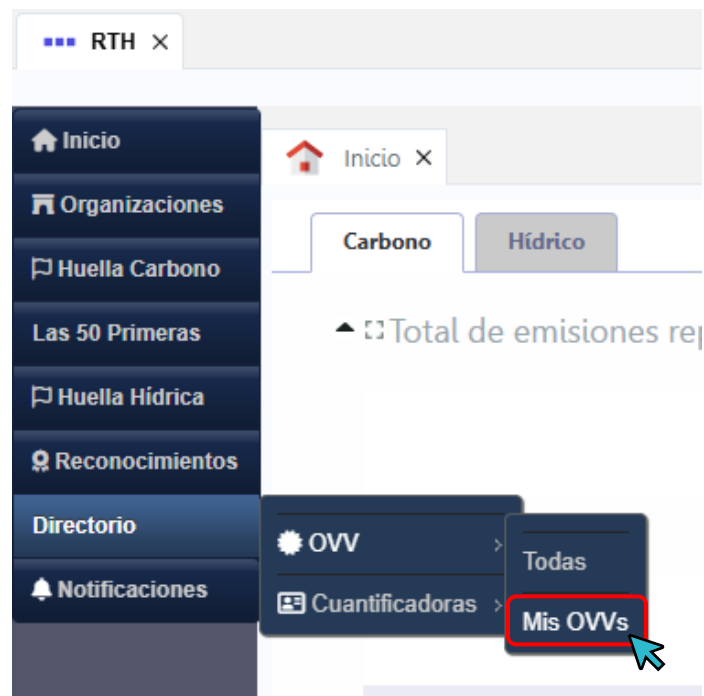 RTH
Inicio
Organizaciones
Huella Carbono
Las 50 Primeras
Huella Hídrica
Reconocimientos
Directorio
Notificaciones
Inicio
Carbono
Hídrico
Total de emisiones rep
OVV
Cuantificadoras
Todas
Mis OVVs